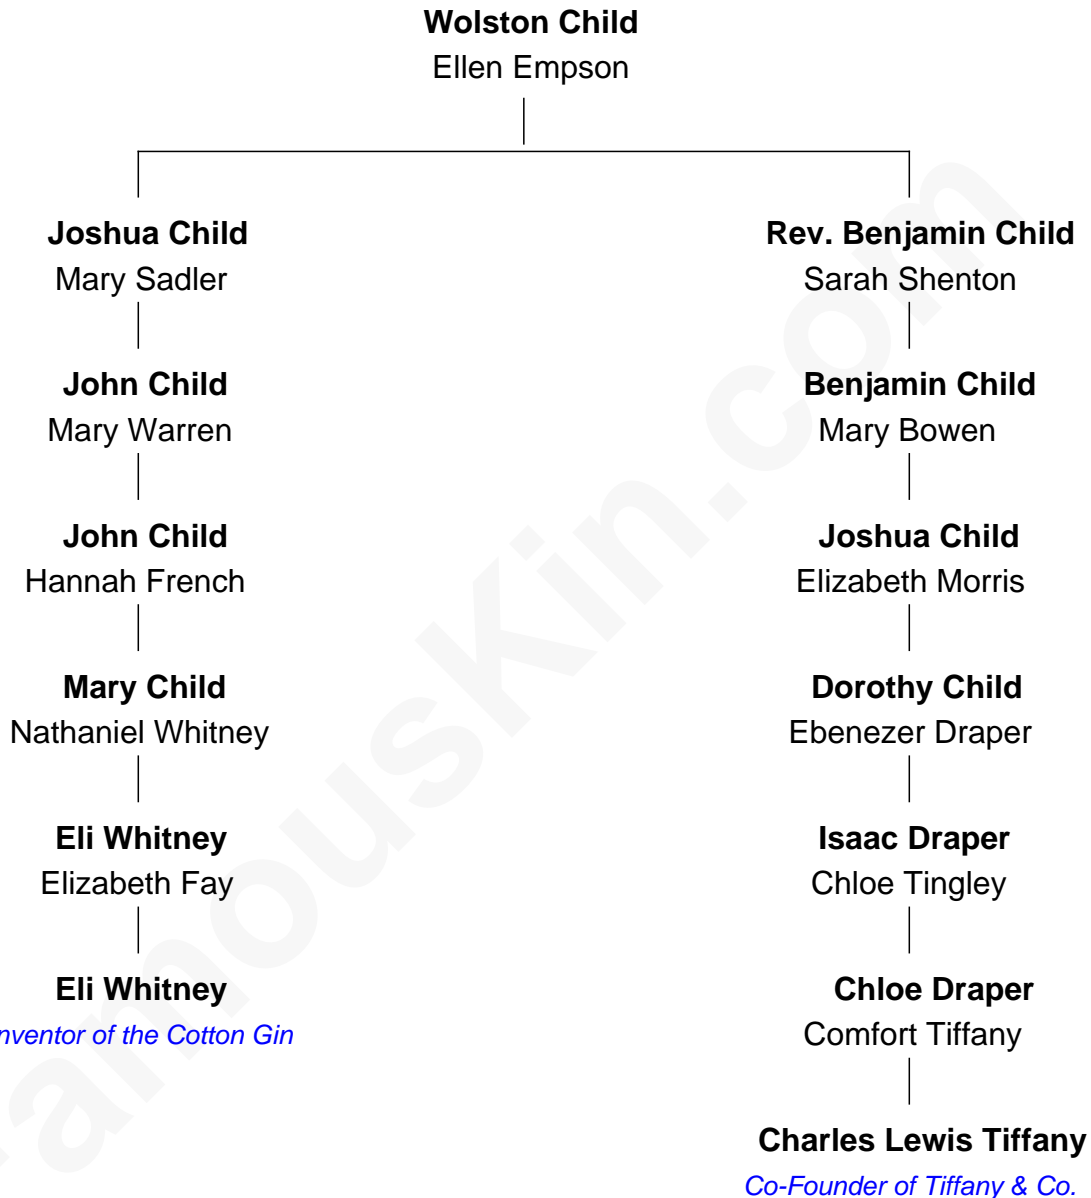 Wolston Child
Ellen Empson
Joshua Child
Mary Sadler
John Child
Mary Warren
John Child
Hannah French
Mary Child
Nathaniel Whitney
Eli Whitney
Elizabeth Fay
Eli Whitney
nventor of the Cotton Gin
Rev. Benjamin Child
Sarah Shenton
Benjamin Child
Mary Bowen
Joshua Child
Elizabeth Morris
Dorothy Child
Ebenezer Draper
Isaac Draper
Chloe Tingley
Chloe Draper
Comfort Tiffany
Charles Lewis Tiffany
Co-Founder of Tiffany & Co.
amousKin.com